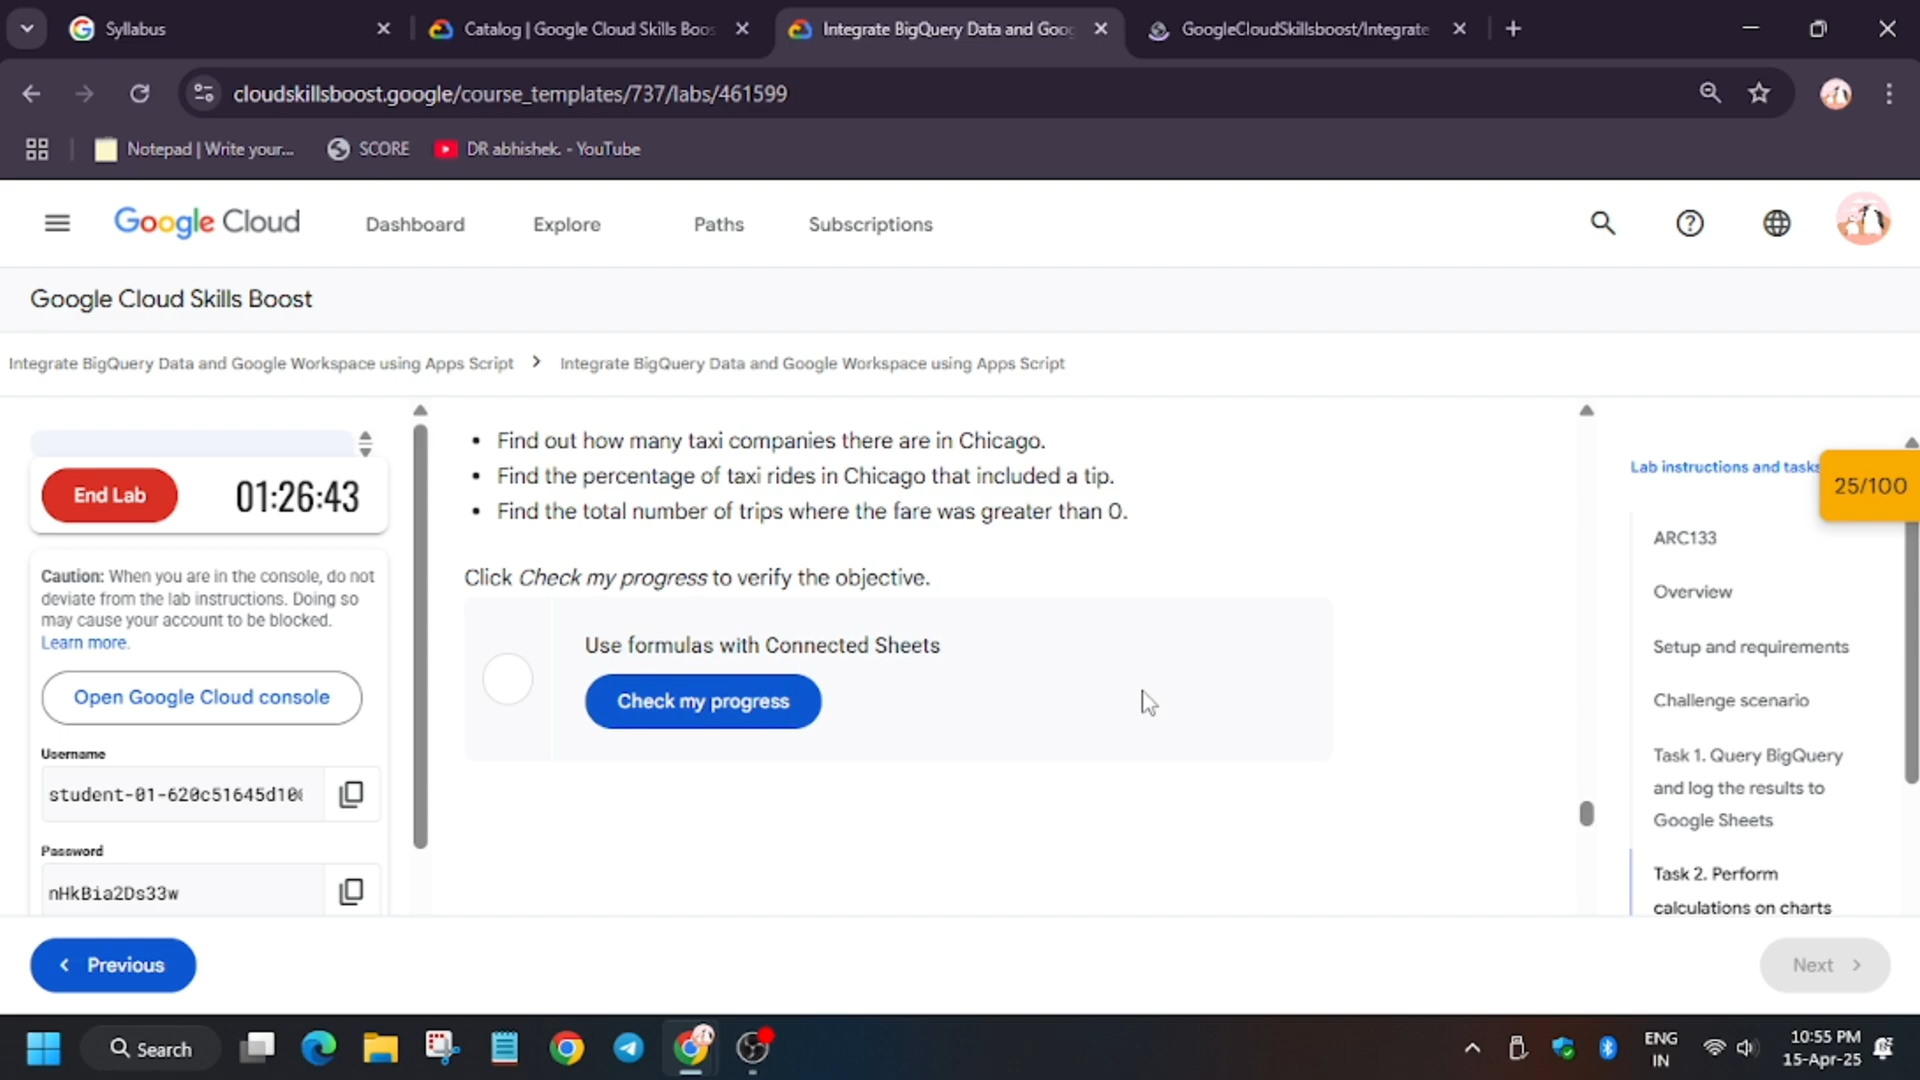 Syllabus
Catalog | Google Cloud Skills Boos
Integrate BigQuery Data and Goog
GoogleCloudSkillsboost/Integrate
cloudskillsboost.google/course_templates/737/labs/461599
Notepad | Write your...
SCORE
DR abhishek. - YouTube
Google Cloud
Dashboard
Explore
Paths
Subscriptions
Google Cloud Skills Boost
Integrate BigQuery Data and Google Workspace using Apps Script
Integrate BigQuery Data and Google Workspace using Apps Script
End Lab
01:26:43
Caution: When you are in the console, do not
deviate from the lab instructions. Doing so
may cause your account to be blocked.
Learn more.
Open Google Cloud console
Username
student-01-620c51645d10
Password
nHkBia2Ds33w
• Find out how many taxi companies there are in Chicago.
• Find the percentage of taxi rides in Chicago that included a tip.
• Find the total number of trips where the fare was greater than 0.
Click Check my progress to verify the objective.
Use formulas with Connected Sheets
Check my progress
Lab instructions and tasks
25/100
ARC133
Overview
Setup and requirements
Challenge scenario
Task 1. Query BigQuery
and log the results to
Google Sheets
Task 2. Perform
calculations on charts
Previous
Next
Search
ENG
IN
10:55 PM
15-Apr-25